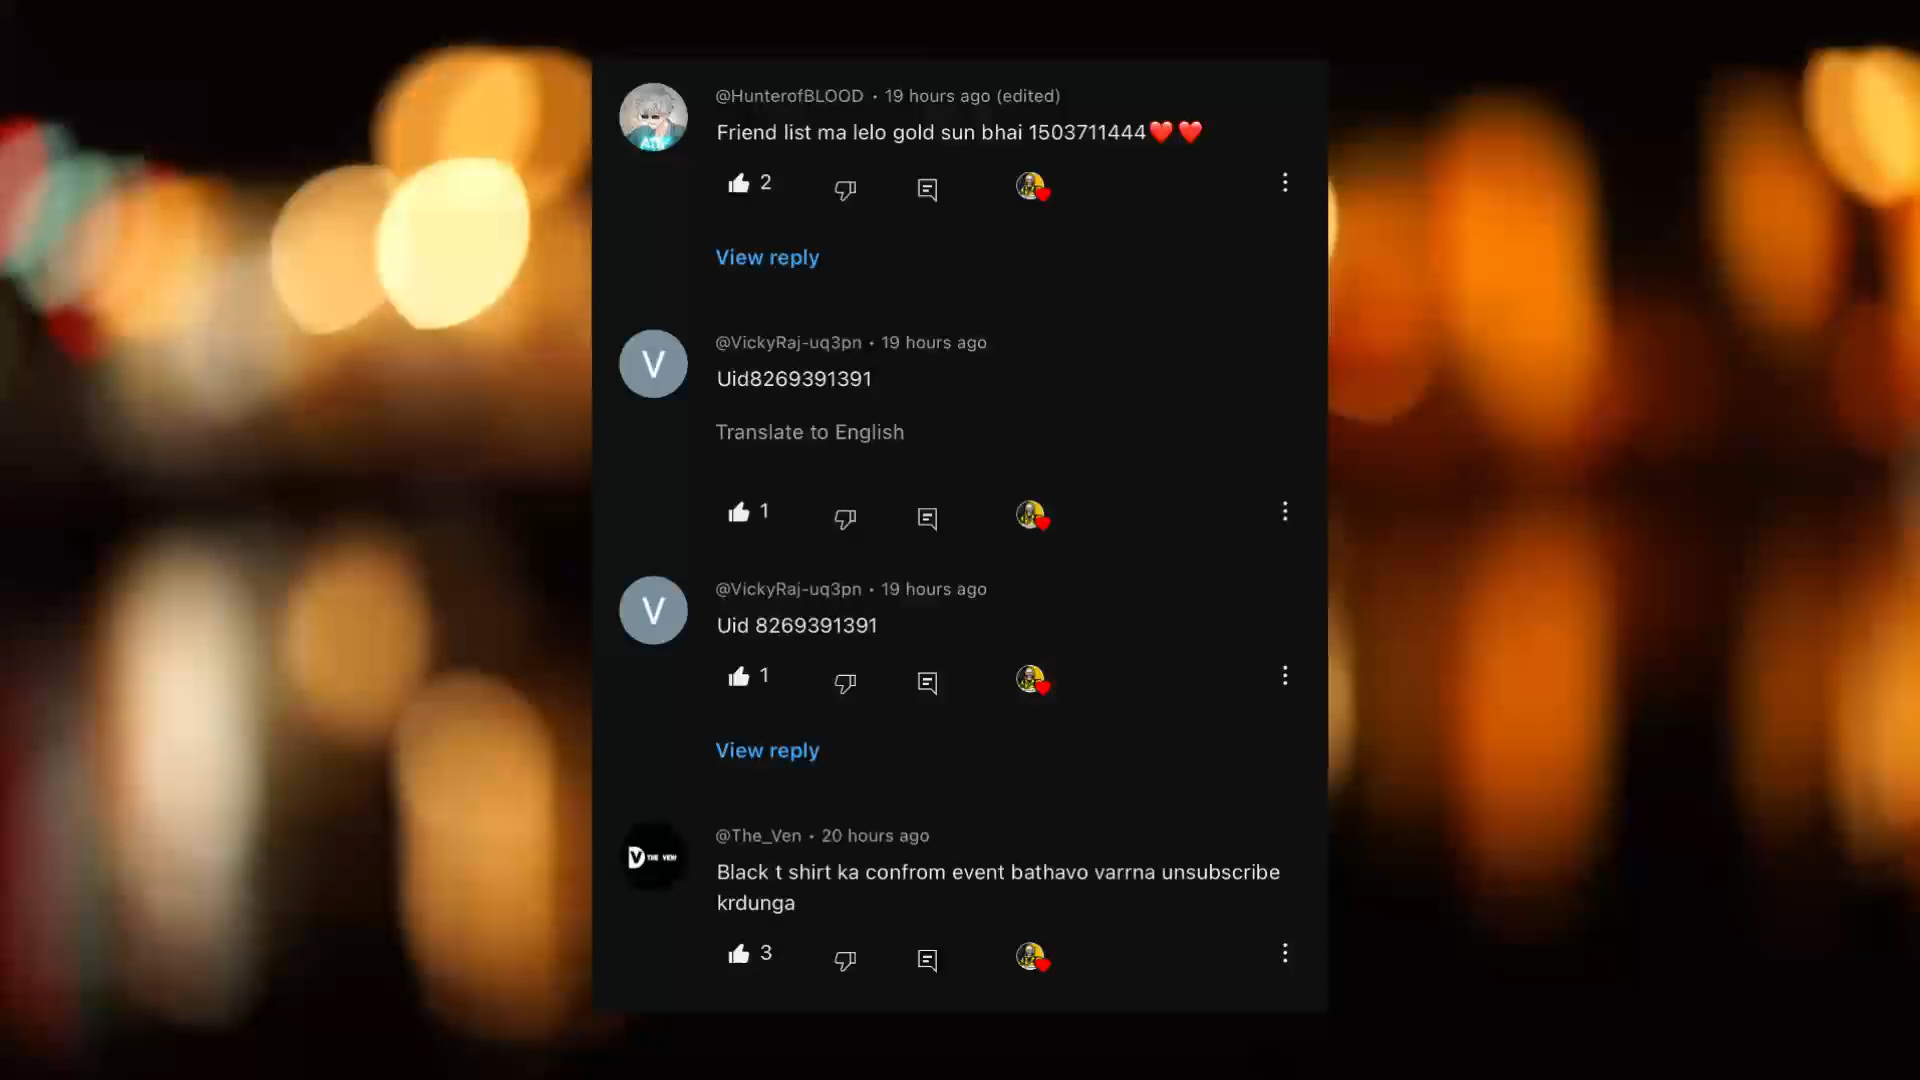 @HunterofBLOOD • 19 hours ago (edited)
Friend list ma lelo gold sun bhai 1503711444❤️❤️
2
View reply
V
@VickyRaj-uq3pn • 19 hours ago
Uid8269391391
Translate to English
1
V
@VickyRaj-uq3pn • 19 hours ago
Uid 8269391391
1
View reply
@The_Ven • 20 hours ago
THE VEN
Black t shirt ka confrom event bathavo varrna unsubscribe
krdunga
3